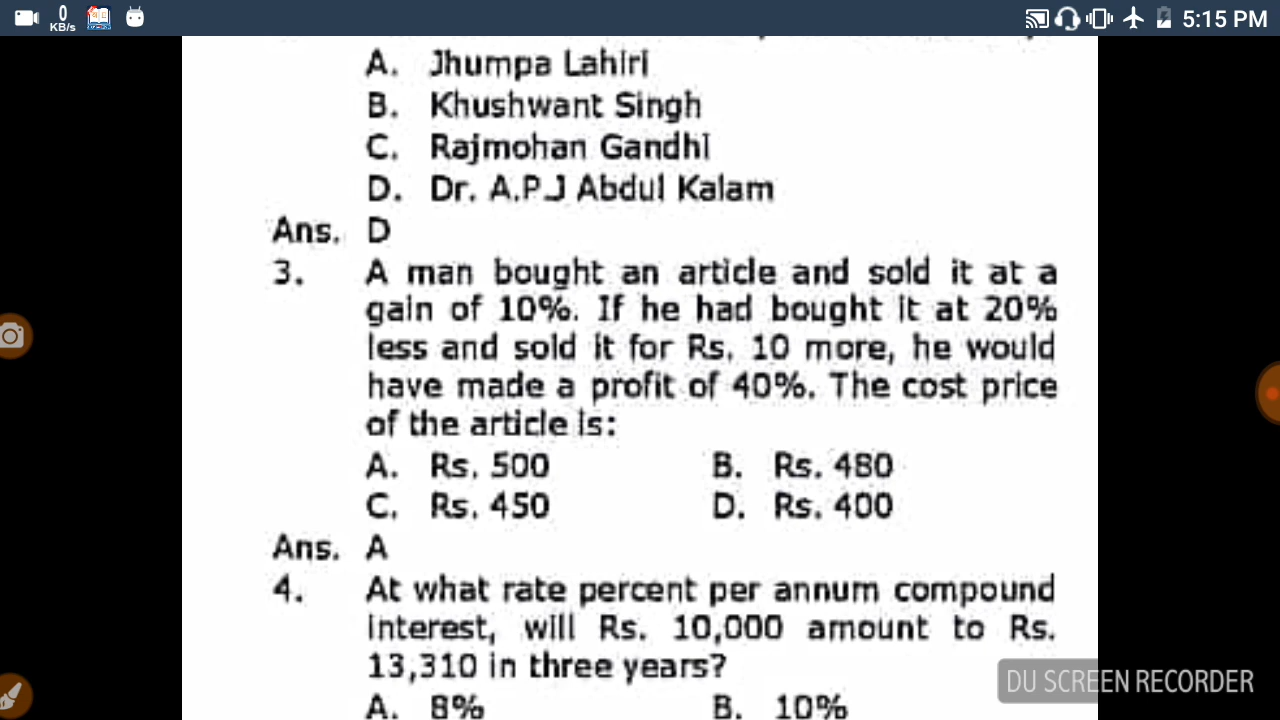 0
KB/s
5:15 PM
A. Jhumpa Lahiri
B. Khushwant Singh
C. Rajmohan Gandhi
D. Dr. A.P.J Abdul Kalam
Ans. D
3. A man bought an article and sold it at a
gain of 10%. If he had bought it at 20%
less and sold it for Rs. 10 more, he would
have made a profit of 40%. The cost price
of the article is:
A. Rs. 500 B. Rs. 480
C. Rs. 450 D. Rs. 400
Ans. A
4. At what rate percent per annum compound
interest, will Rs. 10,000 amount to Rs.
13,310 in three years?
A. 8% B. 10%
DU SCREEN RECORDER